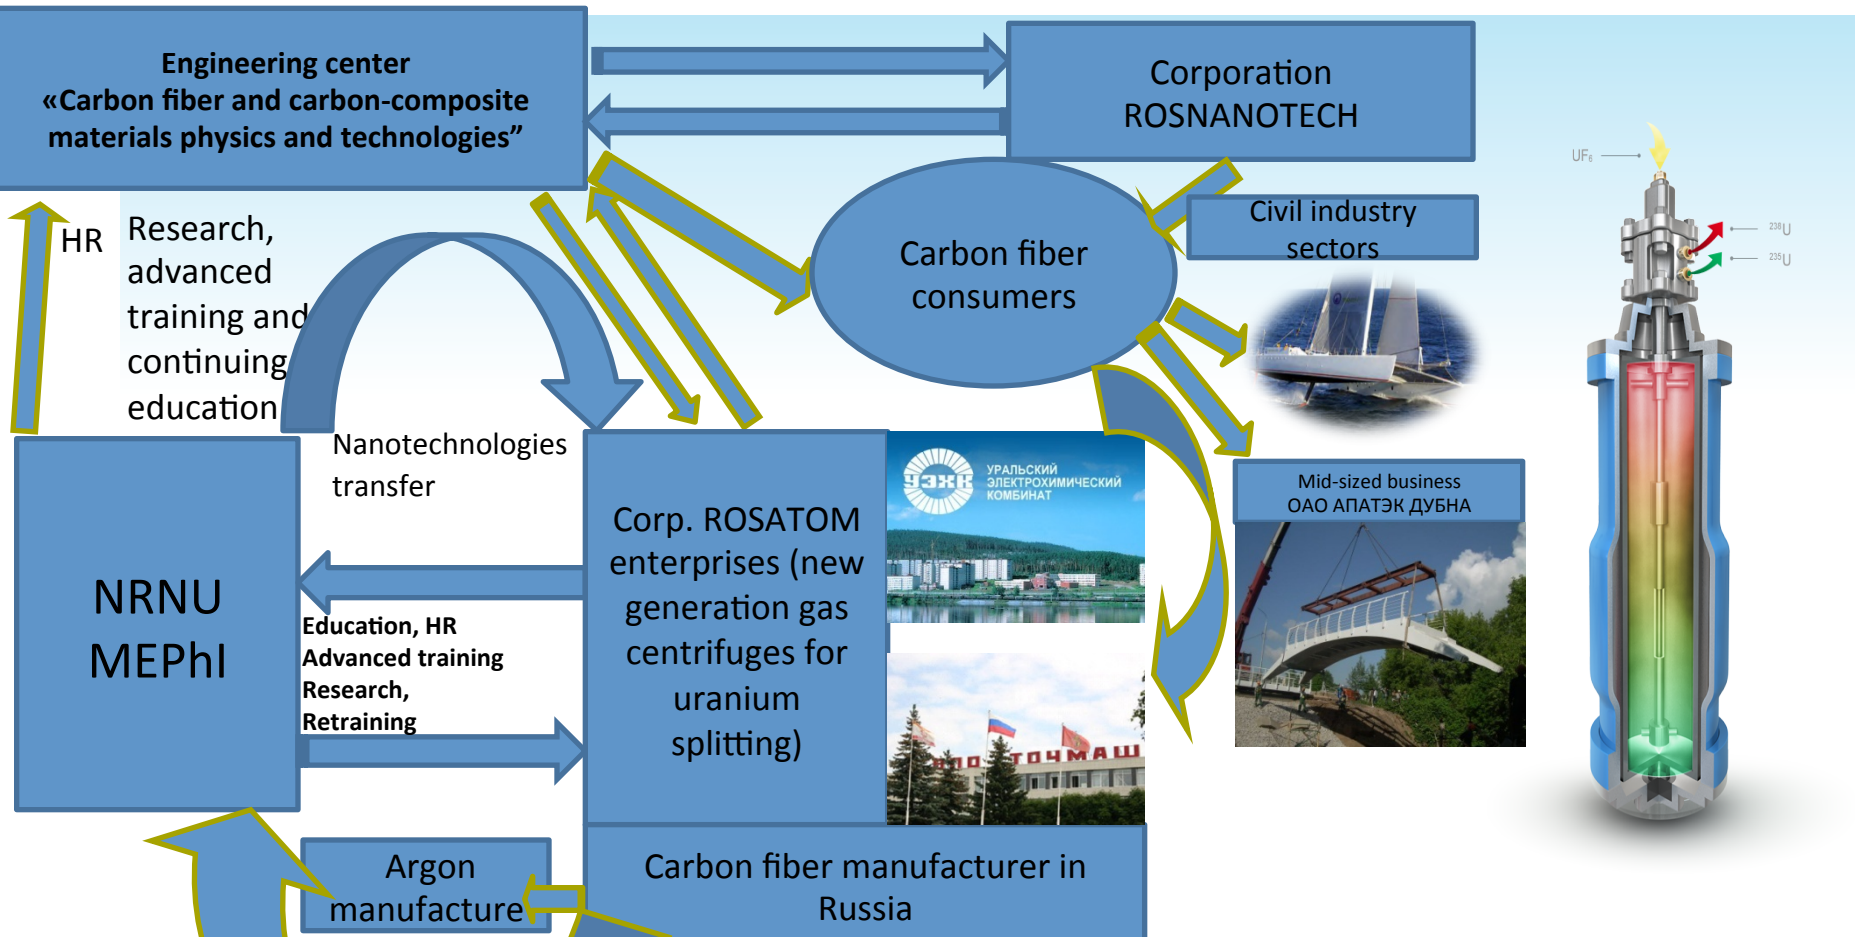 Engineering center
«Carbon fiber and carbon-composite
materials physics and technologies”
Corporation
ROSNANOTECH
UF₆
²³⁸U
²³⁵U
HR
Research,
advanced
training and
continuing
education
Carbon fiber
consumers
Civil industry
sectors
Nanotechnologies
transfer
NRNU
MEPhI
Education, HR
Advanced training
Research,
Retraining
Corp. ROSATOM
enterprises (new
generation gas
centrifuges for
uranium
splitting)
УЭХК
УРАЛЬСКИЙ
ЭЛЕКТРОХИМИЧЕСКИЙ
КОМБИНАТ
Mid-sized business
ОАО АПАТЭК ДУБНА
ВПО ТОЧМАШ
Argon
manufacture
Carbon fiber manufacturer in
Russia